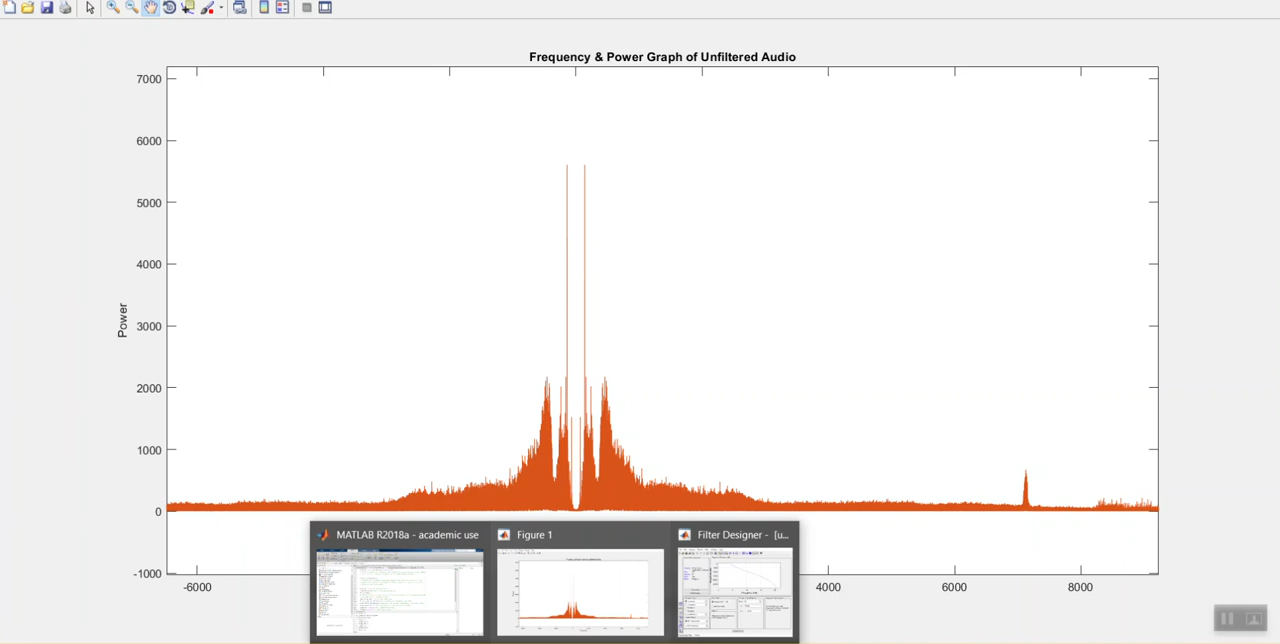 Frequency & Power Graph of Unfiltered Audio
7000
6000
5000
4000
3000
2000
1000
0
-1000
Power
-6000
4000
6000
8000
MATLAB R2018a - academic use
Figure 1
Filter Designer - [u...